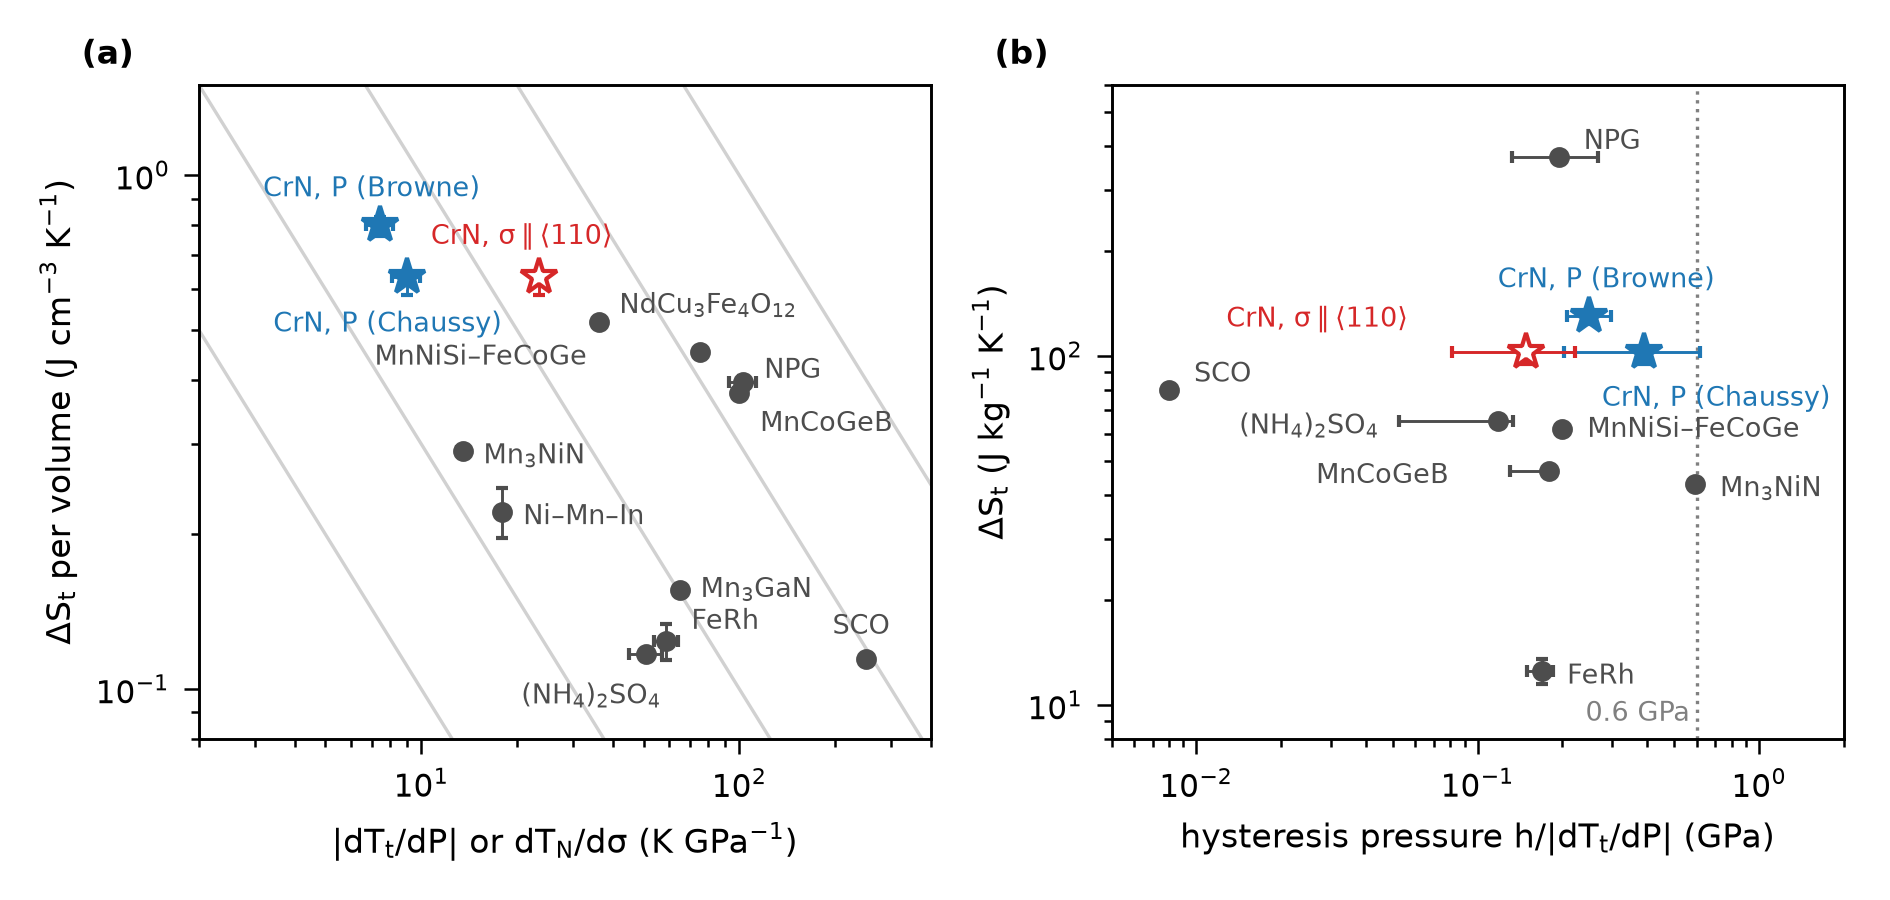 (a)
ΔSₜ per volume (J cm⁻³ K⁻¹)
10⁰
10⁻¹
CrN, P (Browne)
CrN, σ ∥ ⟨110⟩
CrN, P (Chaussy)
NdCu₃Fe₄O₁₂
MnNiSi–FeCoGe
NPG
MnCoGeB
Mn₃NiN
Ni–Mn–In
Mn₃GaN
FeRh
SCO
(NH₄)₂SO₄
10¹
10²
|dTₜ/dP| or dT_N/dσ (K GPa⁻¹)
(b)
ΔSₜ (J kg⁻¹ K⁻¹)
10²
10¹
NPG
CrN, P (Browne)
CrN, σ ∥ ⟨110⟩
SCO
CrN, P (Chaussy)
(NH₄)₂SO₄
MnNiSi–FeCoGe
MnCoGeB
Mn₃NiN
FeRh
0.6 GPa
10⁻²
10⁻¹
10⁰
hysteresis pressure h/|dTₜ/dP| (GPa)